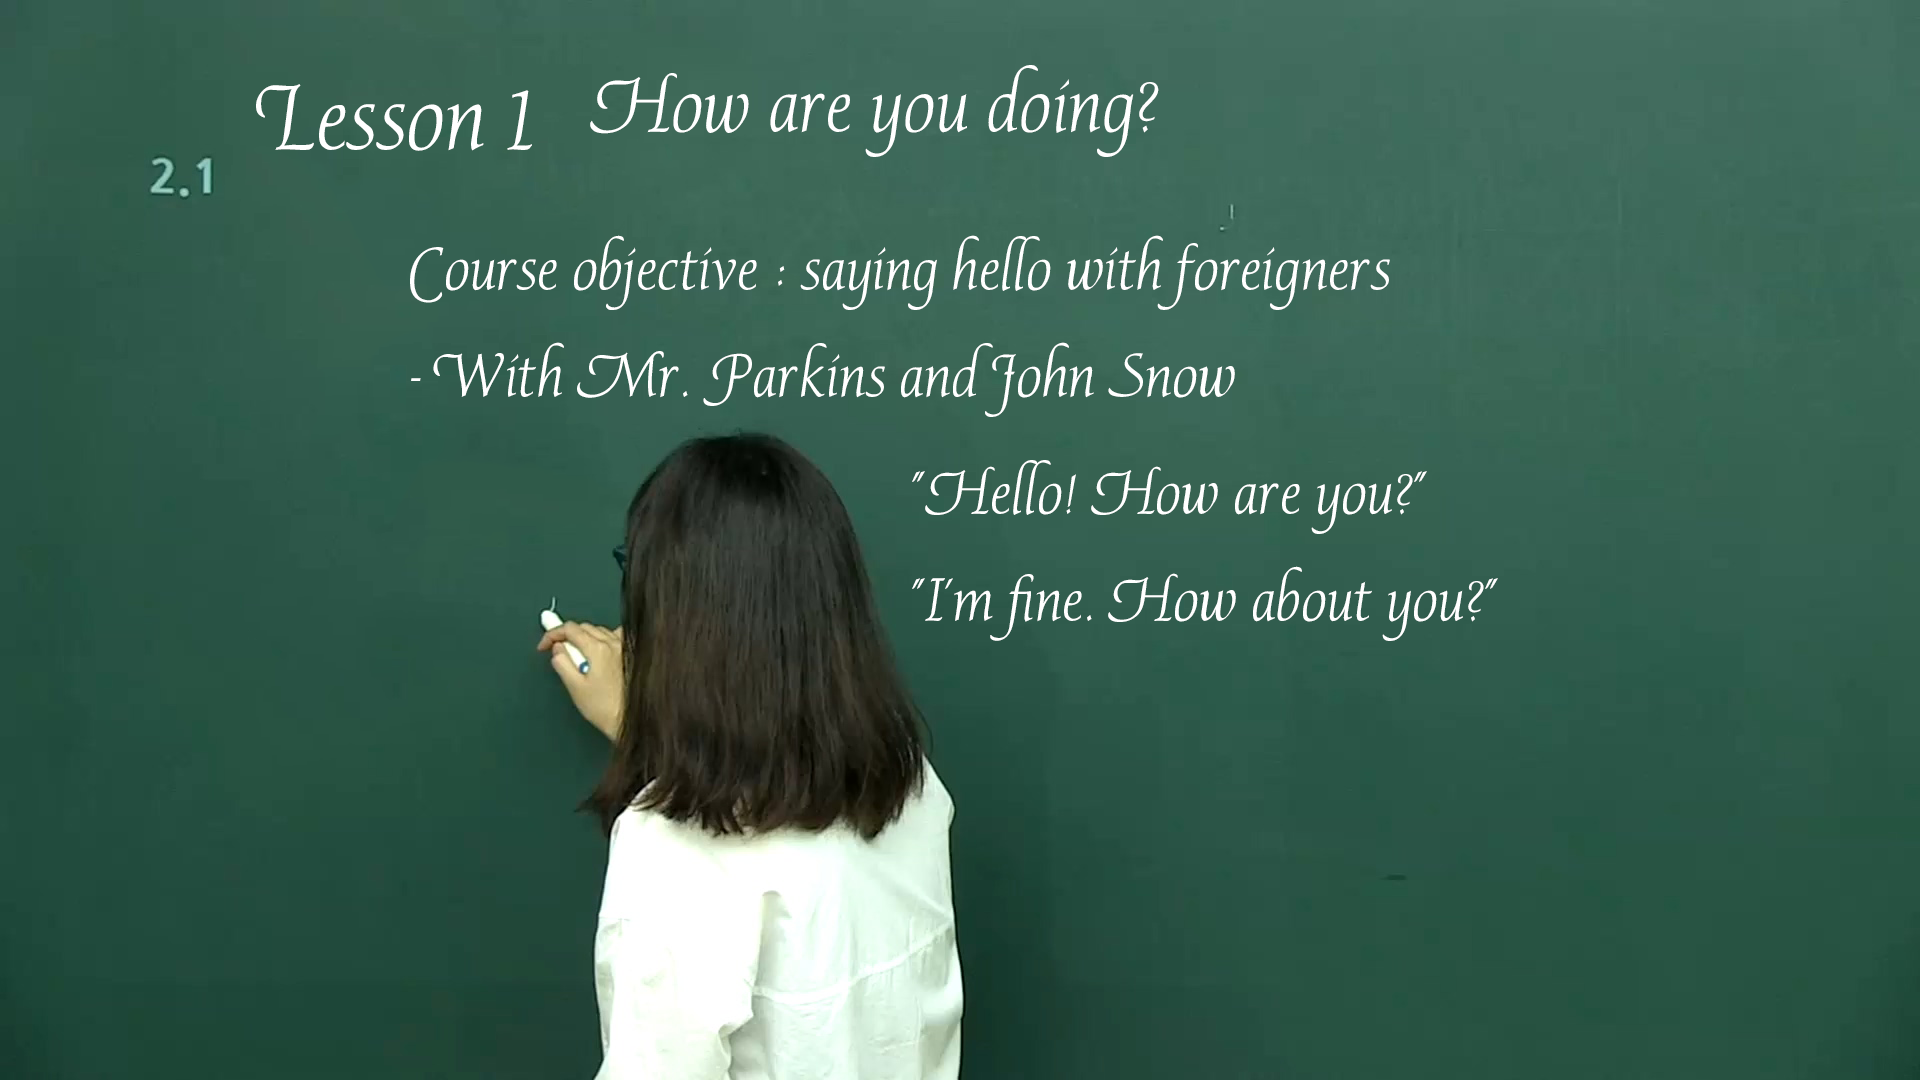 Lesson 1 How are you doing?
2.1
Course objective : saying hello with foreigners
- With Mr. Parkins and John Snow
"Hello! How are you?"
"I'm fine. How about you?"